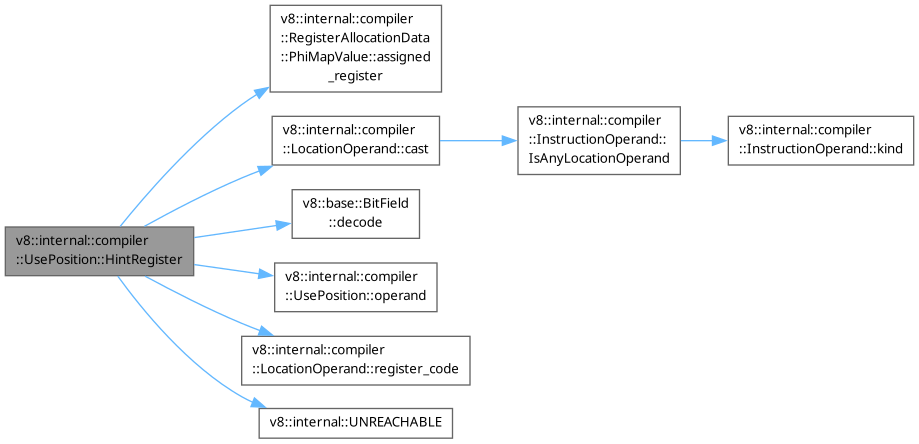 v8::internal::compiler
::RegisterAllocationData
::PhiMapValue::assigned
_register
v8::internal::compiler
::LocationOperand::cast
v8::internal::compiler
::InstructionOperand::
IsAnyLocationOperand
v8::internal::compiler
::InstructionOperand::kind
v8::base::BitField
::decode
v8::internal::compiler
::UsePosition::HintRegister
v8::internal::compiler
::UsePosition::operand
v8::internal::compiler
::LocationOperand::register_code
v8::internal::UNREACHABLE